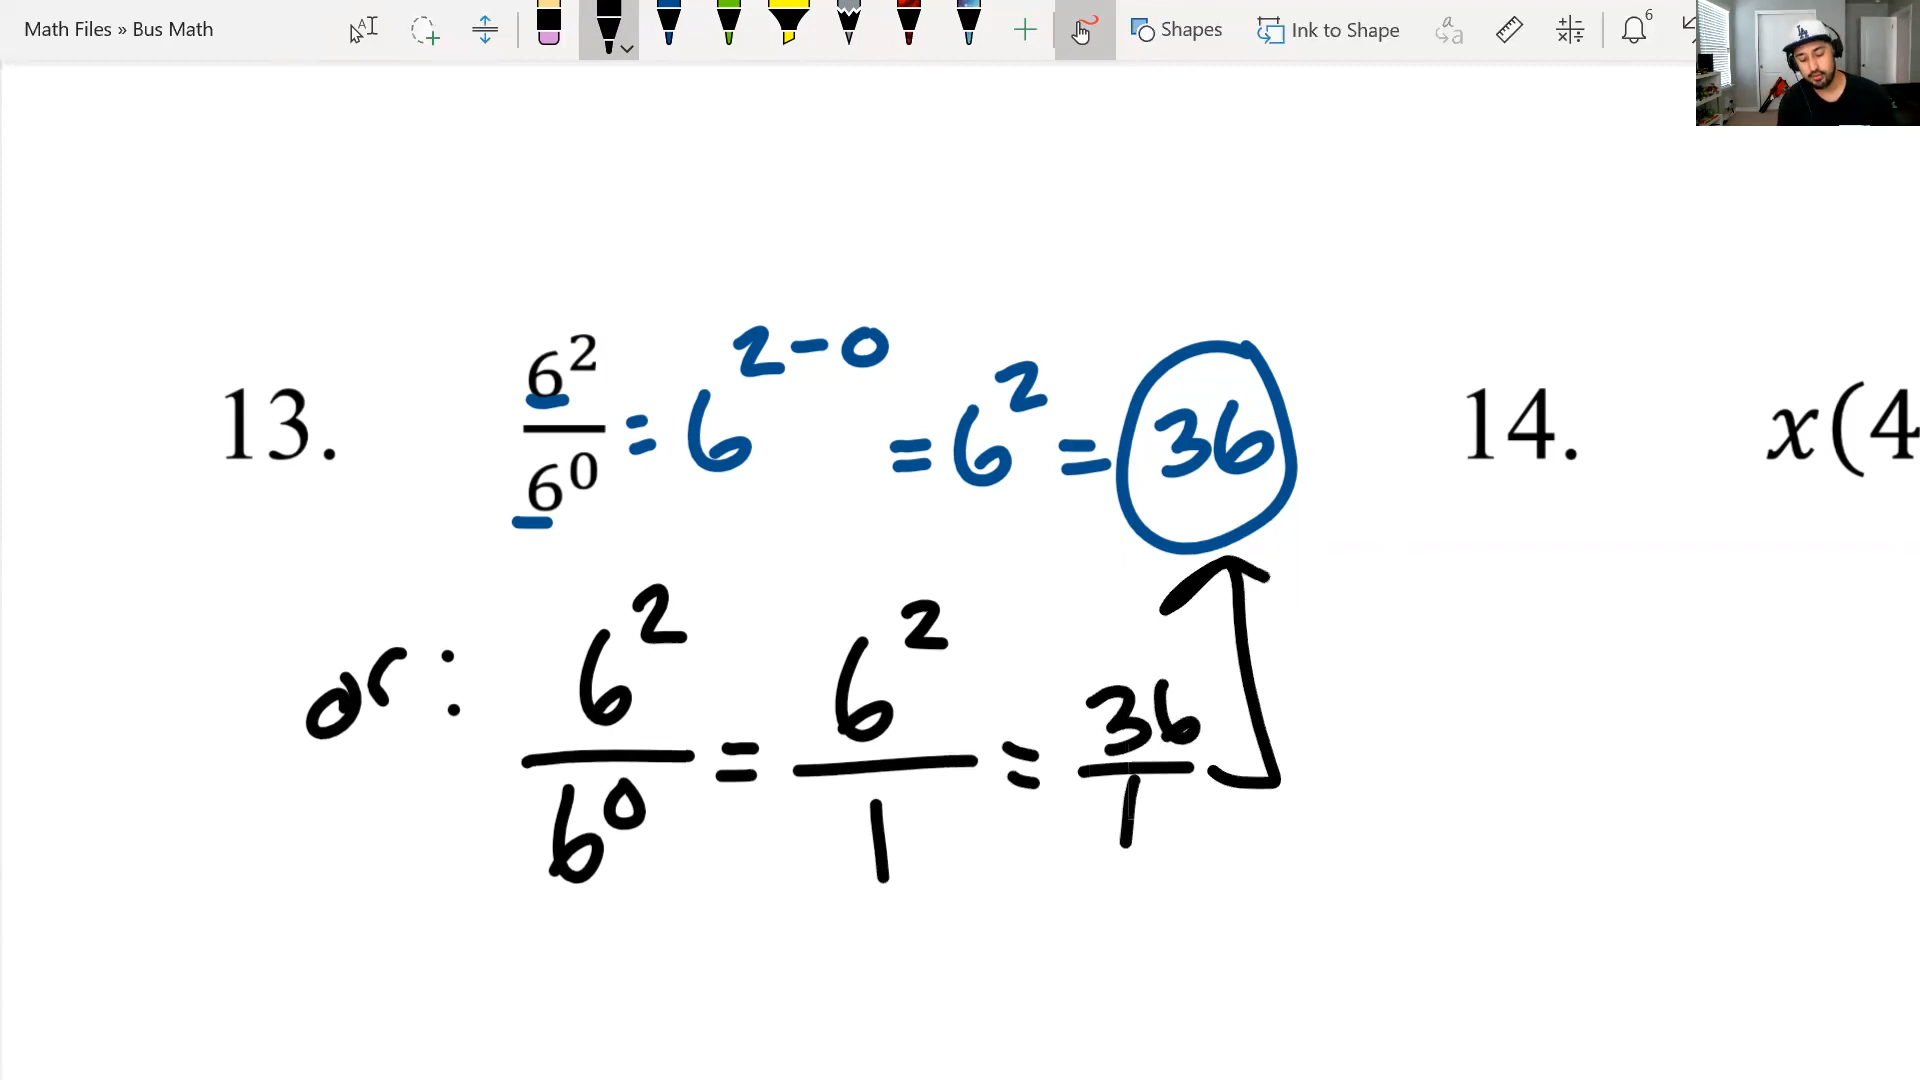 Math Files » Bus Math Shapes Ink to Shape 6
13. 6²/6⁰ = 6²⁻⁰ = 6² = 36 14. x(4
or: 6²/6⁰ = 6²/1 = 36/1